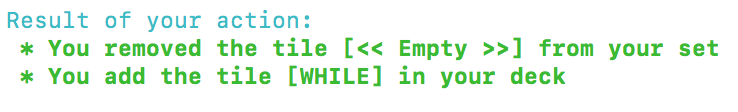 Result of your action:
* You removed the tile [<< Empty >>] from your set
* You add the tile [WHILE] in your deck